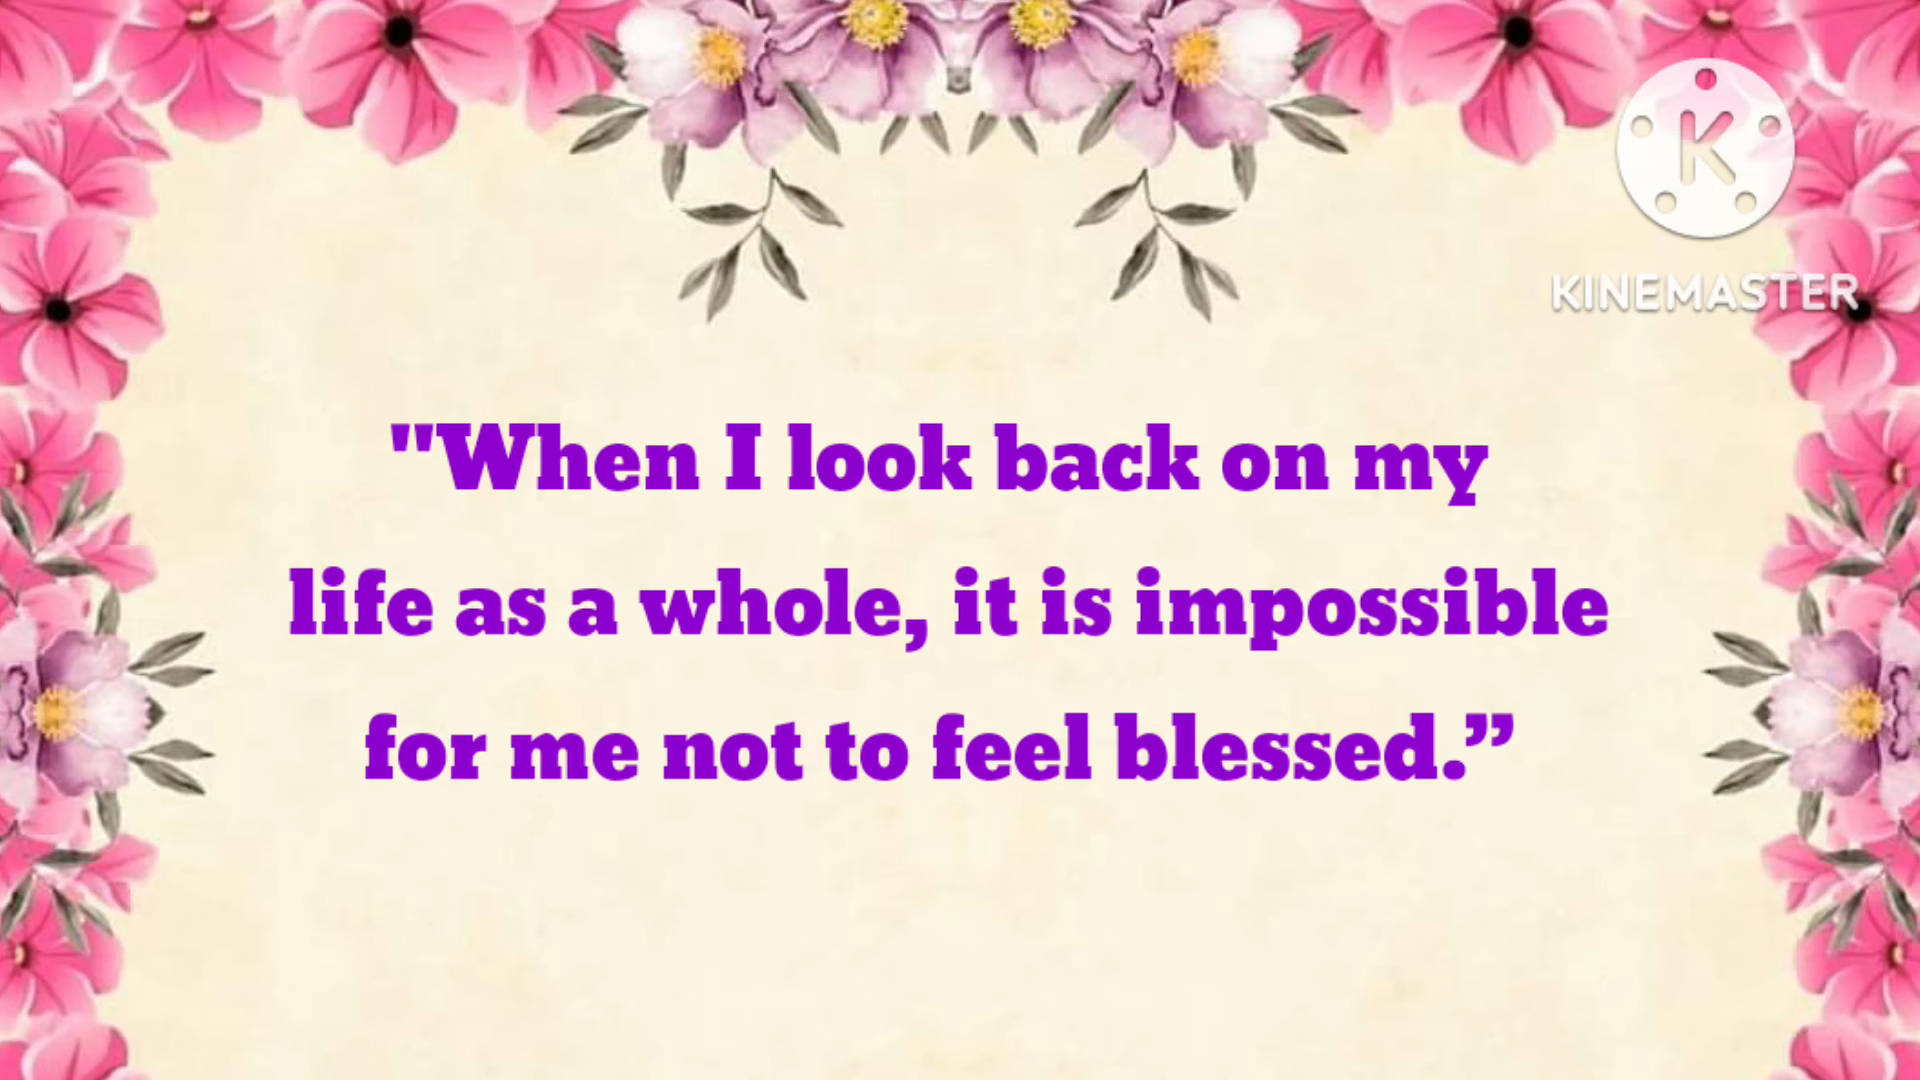 K
KINEMASTER
"When I look back on my
life as a whole, it is impossible
for me not to feel blessed.”